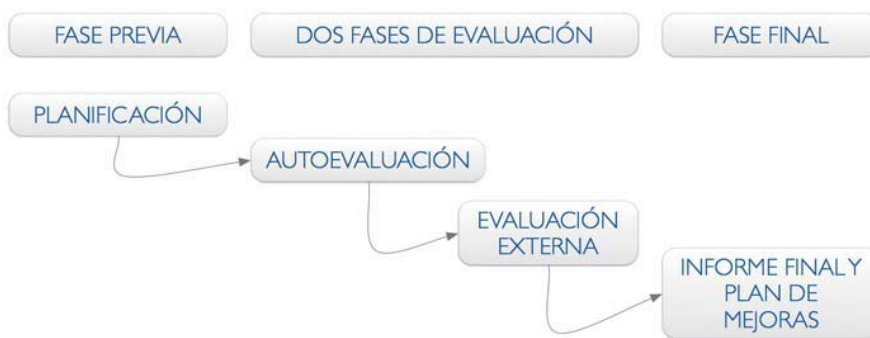 FASE PREVIA
DOS FASES DE EVALUACIÓN
FASE FINAL
PLANIFICACIÓN
AUTOEVALUACIÓN
EVALUACIÓN
EXTERNA
INFORME FINAL Y
PLAN DE
MEJORAS